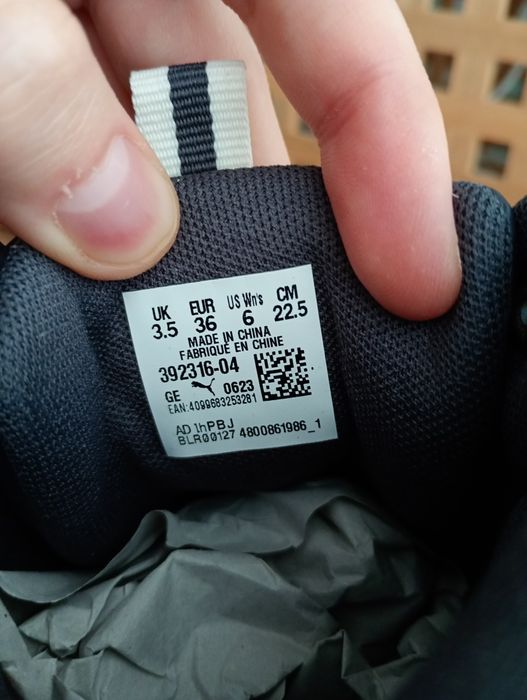 UK EUR US Wn's CM
3.5 36 6 22.5
MADE IN CHINA
FABRIQUÉ EN CHINE
392316-04
GE 0623
EAN:4099683253281
AD 1hPBJ
BLR00127 4800861986_1